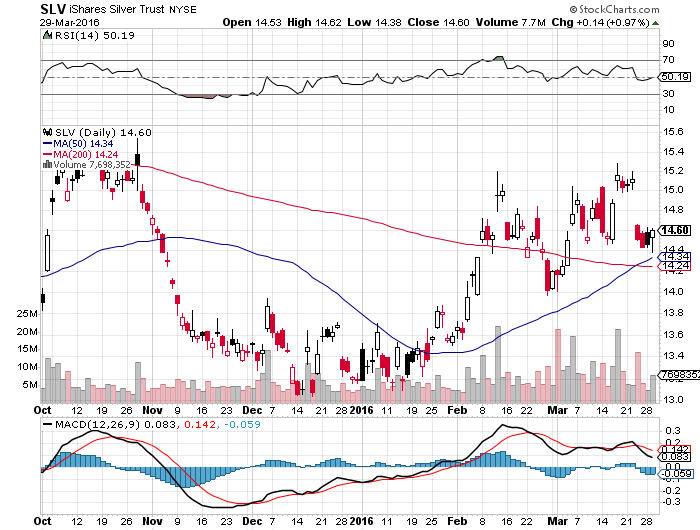 SLV iShares Silver Trust NYSE © StockCharts.com
29-Mar-2016 Open 14.53 High 14.62 Low 14.38 Close 14.60 Volume 7.7M Chg +0.14 (+0.97%)
RSI(14) 50.19
90
70
50.19
30
10
SLV (Daily) 14.60
MA(50) 14.34
MA(200) 14.24
Volume 7,698,352
15.6
15.4
15.2
15.0
14.8
14.60
14.4
14.34
14.24
14.2
14.0
13.8
13.6
13.4
7698352
13.0
25M
20M
15M
10M
5M
Oct 12 19 26 Nov 9 16 23 Dec 7 14 21 28 2016 11 19 25 Feb 8 16 22 Mar 7 14 21 28
MACD(12,26,9) 0.083, 0.142, -0.059
0.3
0.2
0.142
0.083
0.0
-0.059
-0.1
-0.2
-0.3
Oct 12 19 26 Nov 9 16 23 Dec 7 14 21 28 2016 11 19 25 Feb 8 16 22 Mar 7 14 21 28